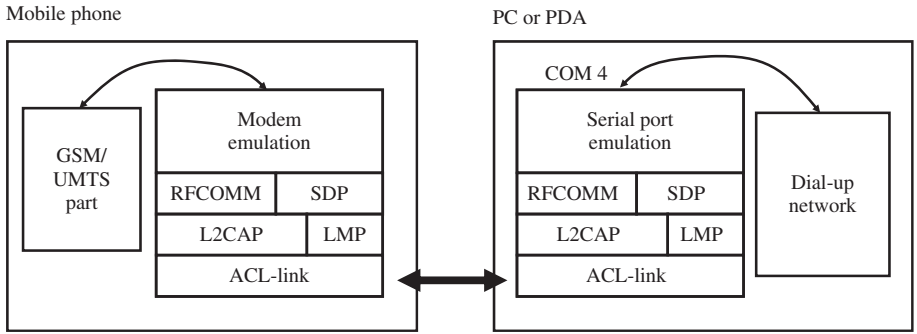 Mobile phone
GSM/
UMTS
part
Modem
emulation
RFCOMM
SDP
L2CAP
LMP
ACL-link
PC or PDA
COM 4
Serial port
emulation
RFCOMM
SDP
L2CAP
LMP
ACL-link
Dial-up
network